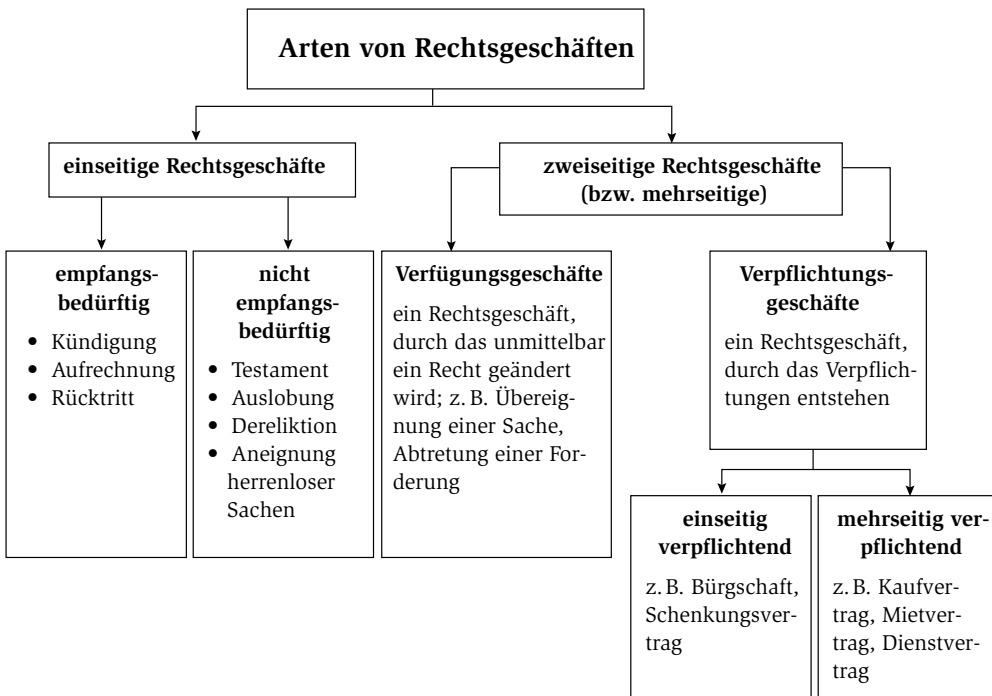 Arten von Rechtsgeschäften
einseitige Rechtsgeschäfte
zweiseitige Rechtsgeschäfte
(bzw. mehrseitige)
empfangs-
bedürftig
• Kündigung
• Aufrechnung
• Rücktritt
nicht
empfangs-
bedürftig
• Testament
• Auslobung
• Dereliktion
• Aneignung
herrenloser
Sachen
Verfügungsgeschäfte
ein Rechtsgeschäft,
durch das unmittelbar
ein Recht geändert
wird; z. B. Übereig-
nung einer Sache,
Abtretung einer For-
derung
Verpflichtungs-
geschäfte
ein Rechtsgeschäft,
durch das Verpflich-
tungen entstehen
einseitig
verpflichtend
z. B. Bürgschaft,
Schenkungsver-
trag
mehrseitig ver-
pflichtend
z. B. Kaufver-
trag, Mietver-
trag, Dienstver-
trag